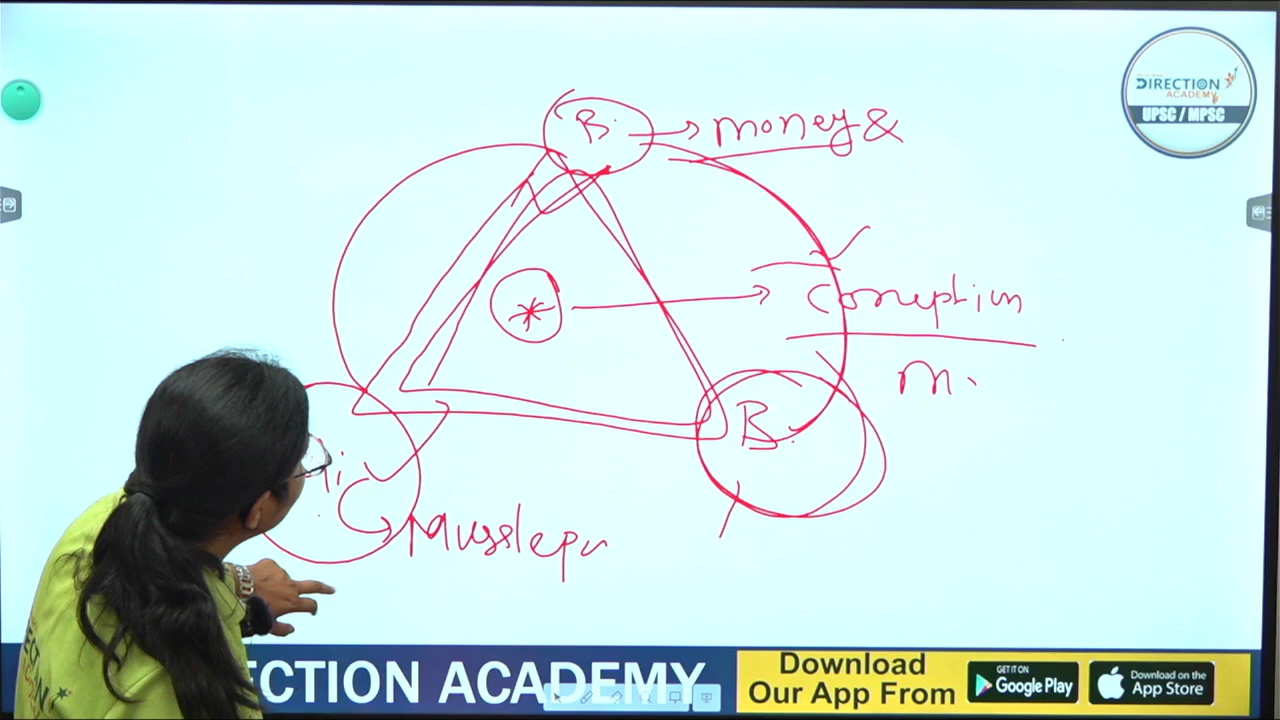 DIRECTION
ACADEMY
UPSC / MPSC
B.
money &
Corruption
m.
B.
ECTION ACADEMY
Download
Our App From
GET IT ON
Google Play
Download on the
App Store